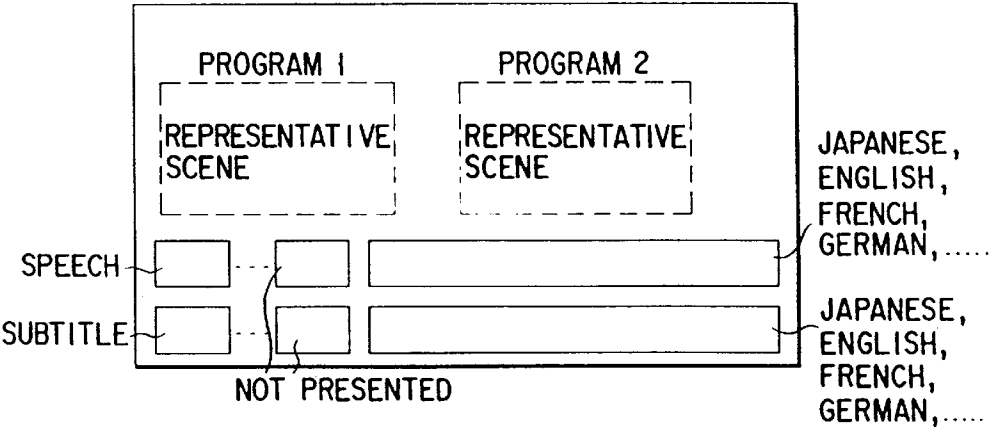 PROGRAM 1
PROGRAM 2
REPRESENTATIVE
SCENE
REPRESENTATIVE
SCENE
JAPANESE,
ENGLISH,
FRENCH,
GERMAN, .....
SPEECH
SUBTITLE
JAPANESE,
ENGLISH,
FRENCH,
GERMAN, .....
NOT PRESENTED